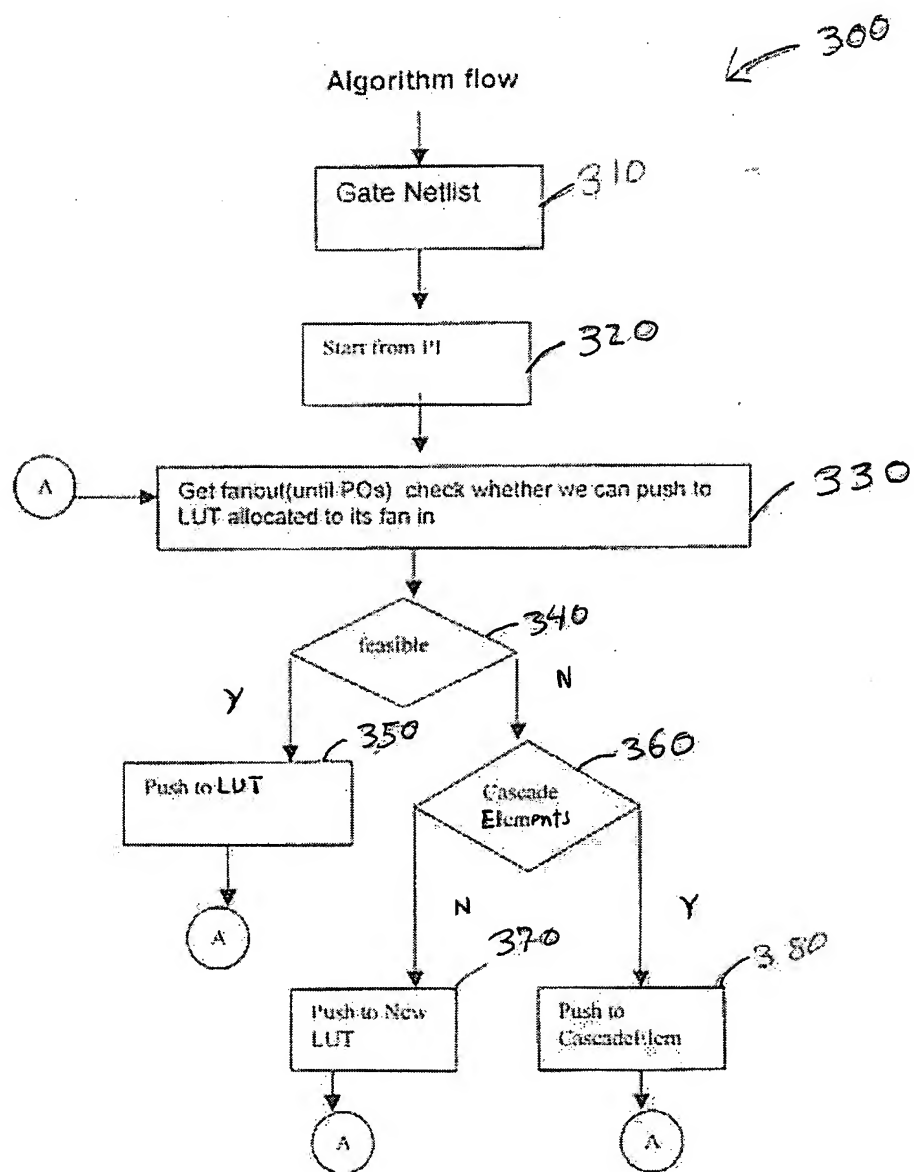 300
Algorithm flow
Gate Netlist
310
Start from PI
320
A
Get fanout(until POs) check whether we can push to
LUT allocated to its fan in
330
feasible
340
Y
N
350
Push to LUT
360
Cascade
Elements
A
N
Y
370
380
Push to New
LUT
Push to
CascadeElem
A
A